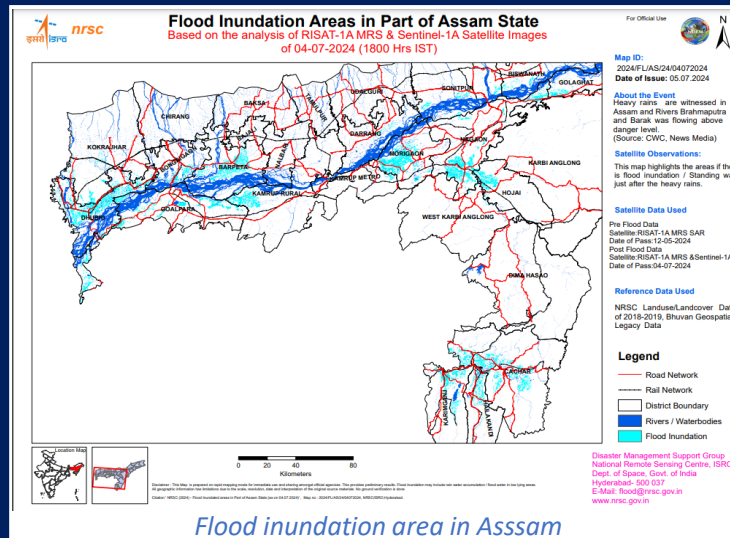 इसरो isro
nrsc
Flood Inundation Areas in Part of Assam State
Based on the analysis of RISAT-1A MRS & Sentinel-1A Satellite Images
of 04-07-2024 (1800 Hrs IST)
For Official Use
N
Map ID:
2024/FL/AS/24/04072024
Date of Issue: 05.07.2024
About the Event
Heavy rains are witnessed in
Assam and Rivers Brahmaputra
and Barak was flowing above
danger level.
(Source: CWC, News Media)
Satellite Observations:
This map highlights the areas if the
is flood inundation / Standing wa
just after the heavy rains.
Satellite Data Used
Pre Flood Data
Satellite:RISAT-1A MRS SAR
Date of Pass:12-05-2024
Post Flood Data
Satellite:RISAT-1A MRS &Sentinel-1A
Date of Pass:04-07-2024
Reference Data Used
NRSC Landuse/Landcover Dat
of 2018-2019, Bhuvan Geospatia
Legacy Data
Legend
Road Network
Rail Network
District Boundary
Rivers / Waterbodies
Flood Inundation
Disaster Management Support Group
National Remote Sensing Centre, ISRO
Dept. of Space, Govt. of India
Hyderabad- 500 037
E-Mail: flood@nrsc.gov.in
www.nrsc.gov.in
BISWANATH
GOLAGHAT
SONITPUR
UDALGURI
TAMULPUR
BAKSA
CHIRANG
KOKRAJHAR
DARRANG
NALBARI
BARPETA
MORIGAON
NAGAON
KAMRUP METRO
KAMRUP RURAL
GOALPARA
DHUBRI
KARBI ANGLONG
HOJAI
WEST KARBI ANGLONG
DIMA HASAO
CACHAR
KARIMGANJ
HAILAKANDI
Location Map
0 20 40 80
Kilometers
Flood inundation area in Asssam